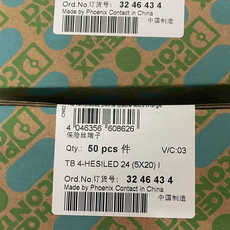 Ord.No./订货号: 32 46 43 4
Made by Phoenix Contact in China
中国制造
4 046356 608626
保险丝端子
Qty.: 50 pcs 件
V/C:03
TB 4-HESILED 24 (5X20) I
Ord.No./订货号: 32 46 43 4
Made by Phoenix Contact in China
中国制造